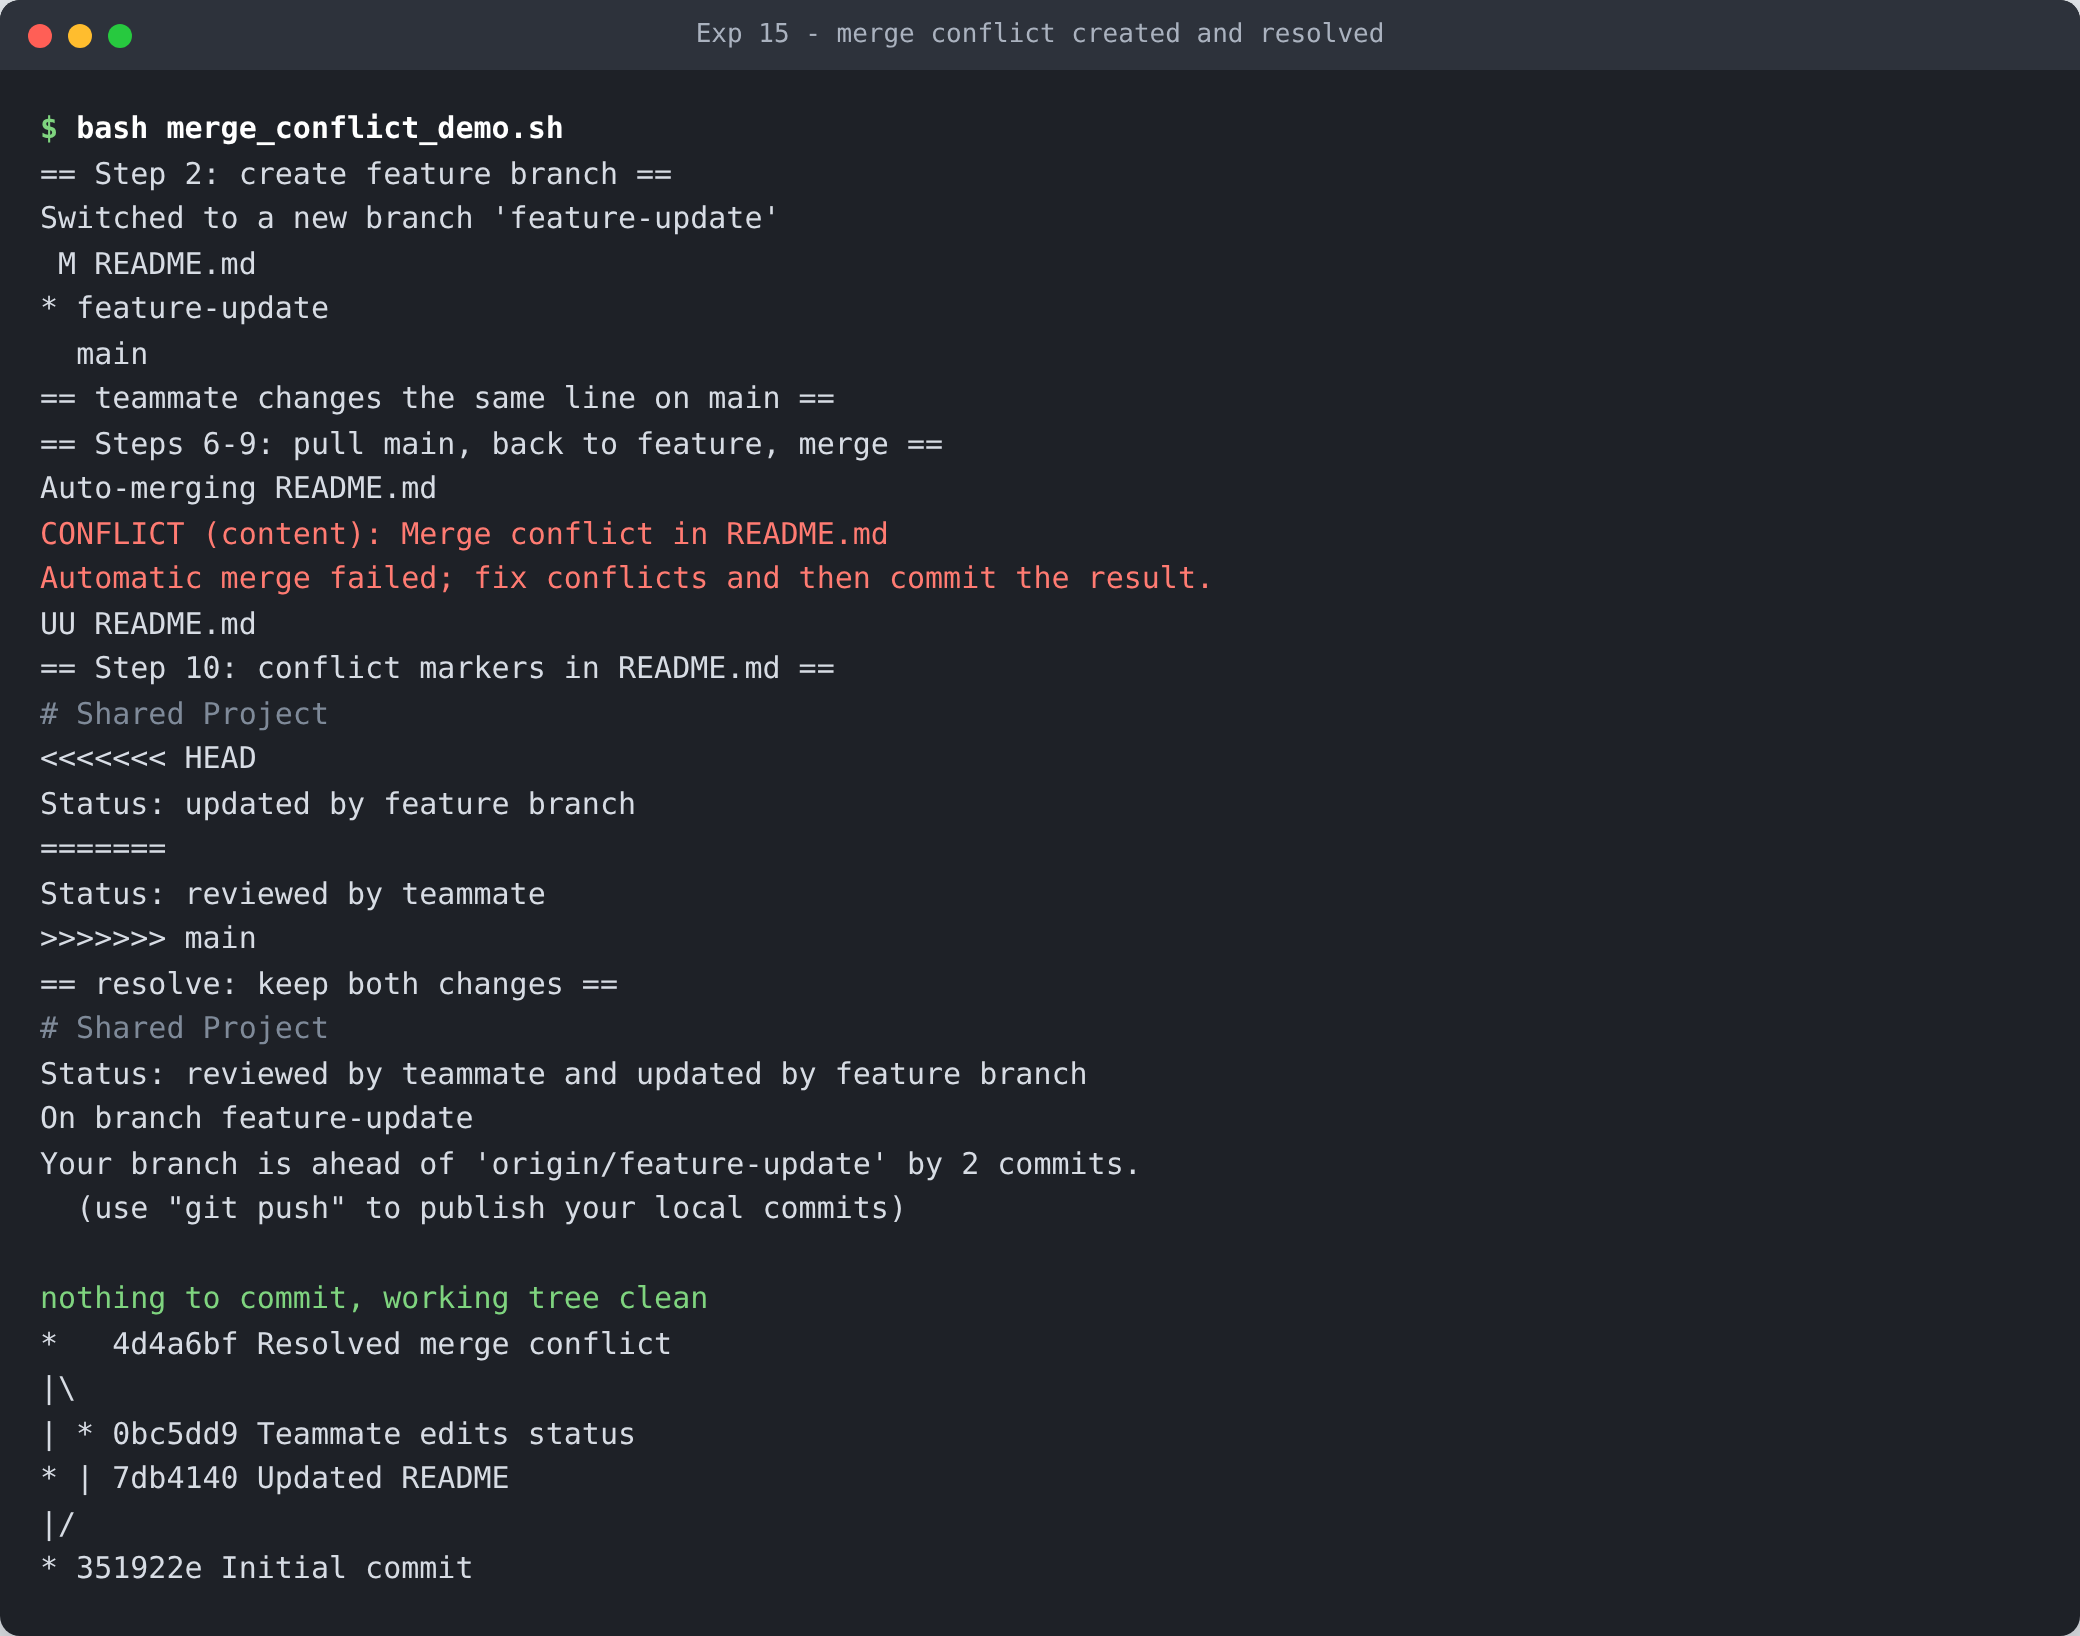 Exp 15 - merge conflict created and resolved
$ bash merge_conflict_demo.sh
== Step 2: create feature branch ==
Switched to a new branch 'feature-update'
 M README.md
* feature-update
  main
== teammate changes the same line on main ==
== Steps 6-9: pull main, back to feature, merge ==
Auto-merging README.md
CONFLICT (content): Merge conflict in README.md
Automatic merge failed; fix conflicts and then commit the result.
UU README.md
== Step 10: conflict markers in README.md ==
# Shared Project
<<<<<<< HEAD
Status: updated by feature branch
=======
Status: reviewed by teammate
>>>>>>> main
== resolve: keep both changes ==
# Shared Project
Status: reviewed by teammate and updated by feature branch
On branch feature-update
Your branch is ahead of 'origin/feature-update' by 2 commits.
  (use "git push" to publish your local commits)

nothing to commit, working tree clean
*   4d4a6bf Resolved merge conflict
|\
| * 0bc5dd9 Teammate edits status
* | 7db4140 Updated README
|/
* 351922e Initial commit